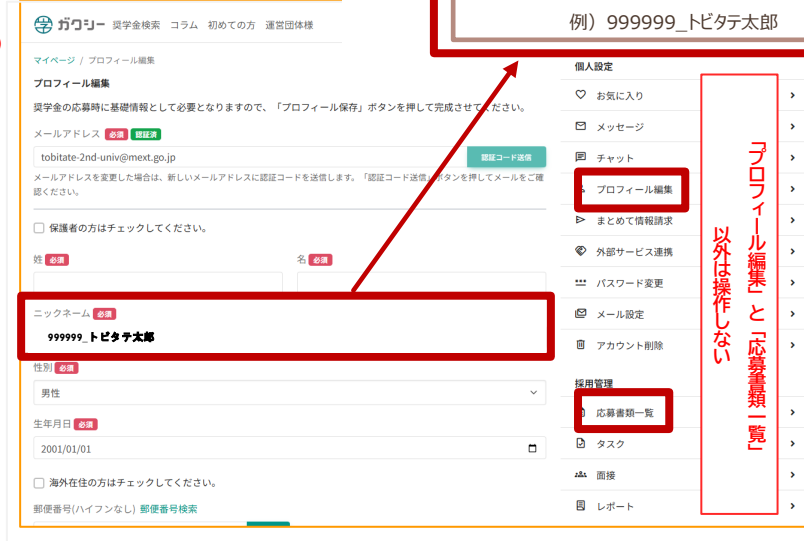 ガクシー 奨学金検索 コラム 初めての方 運営団体様
マイページ / プロフィール編集
プロフィール編集
奨学金の応募時に基礎情報として必要となりますので、「プロフィール保存」ボタンを押して完成させてください。
メールアドレス 必須 認証済
tobitate-2nd-univ@mext.go.jp
認証コード送信
メールアドレスを変更した場合は、新しいメールアドレスに認証コードを送信します。「認証コード送信」ボタンを押してメールをご確
認ください。
保護者の方はチェックしてください。
姓 必須
名 必須
ニックネーム 必須
999999_トビタテ太郎
性別 必須
男性
生年月日 必須
2001/01/01
海外在住の方はチェックしてください。
郵便番号(ハイフンなし) 郵便番号検索
例）999999_トビタテ太郎
個人設定
お気に入り
メッセージ
チャット
プロフィール編集
まとめて情報請求
外部サービス連携
パスワード変更
メール設定
アカウント削除
採用管理
応募書類一覧
タスク
面接
レポート
「プロフィール編集」と「応募書類一覧」
以外は操作しない